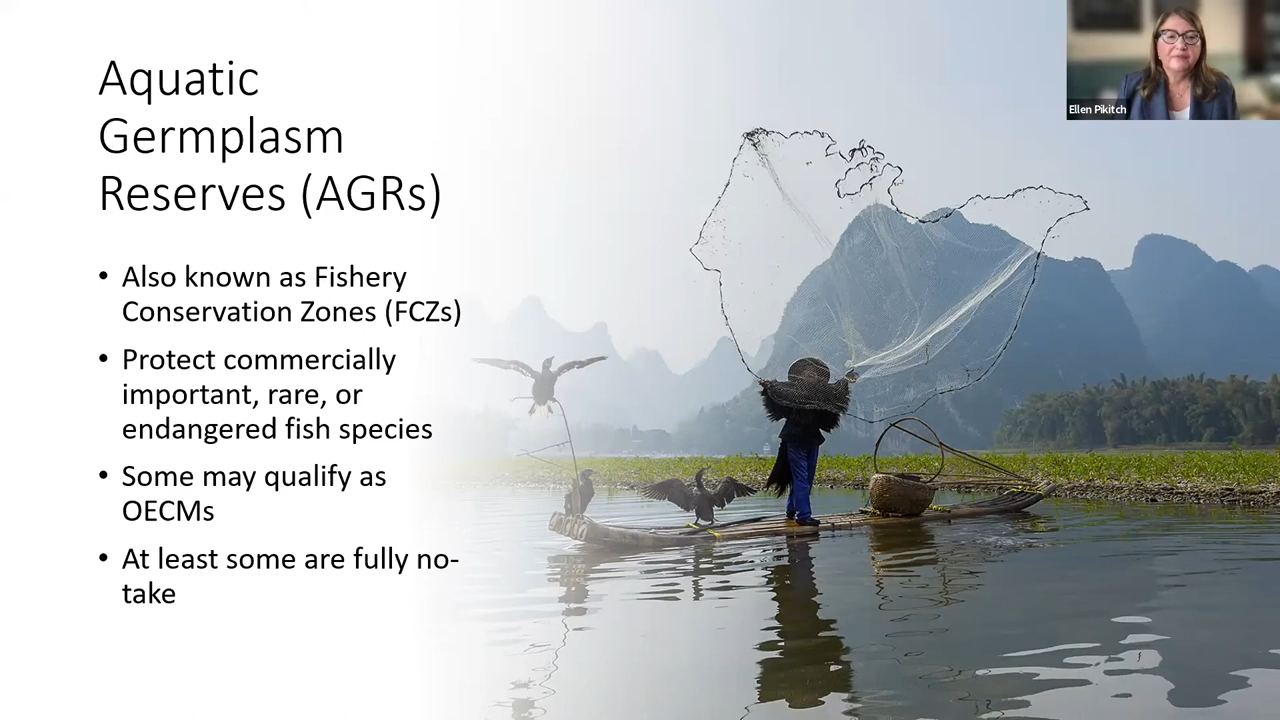 Aquatic
Germplasm
Reserves (AGRs)
• Also known as Fishery
Conservation Zones (FCZs)
• Protect commercially
important, rare, or
endangered fish species
• Some may qualify as
OECMs
• At least some are fully no-
take
Ellen Pikitch